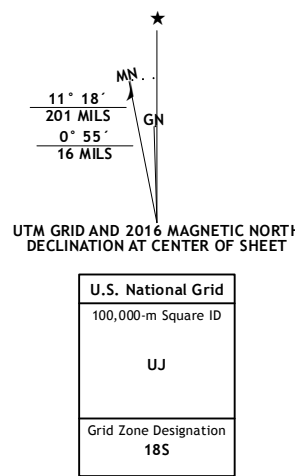 ★
MN
11° 18´
201 MILS
GN
0° 55´
16 MILS
UTM GRID AND 2016 MAGNETIC NORTH
DECLINATION AT CENTER OF SHEET
U.S. National Grid
100,000-m Square ID
UJ
Grid Zone Designation
18S